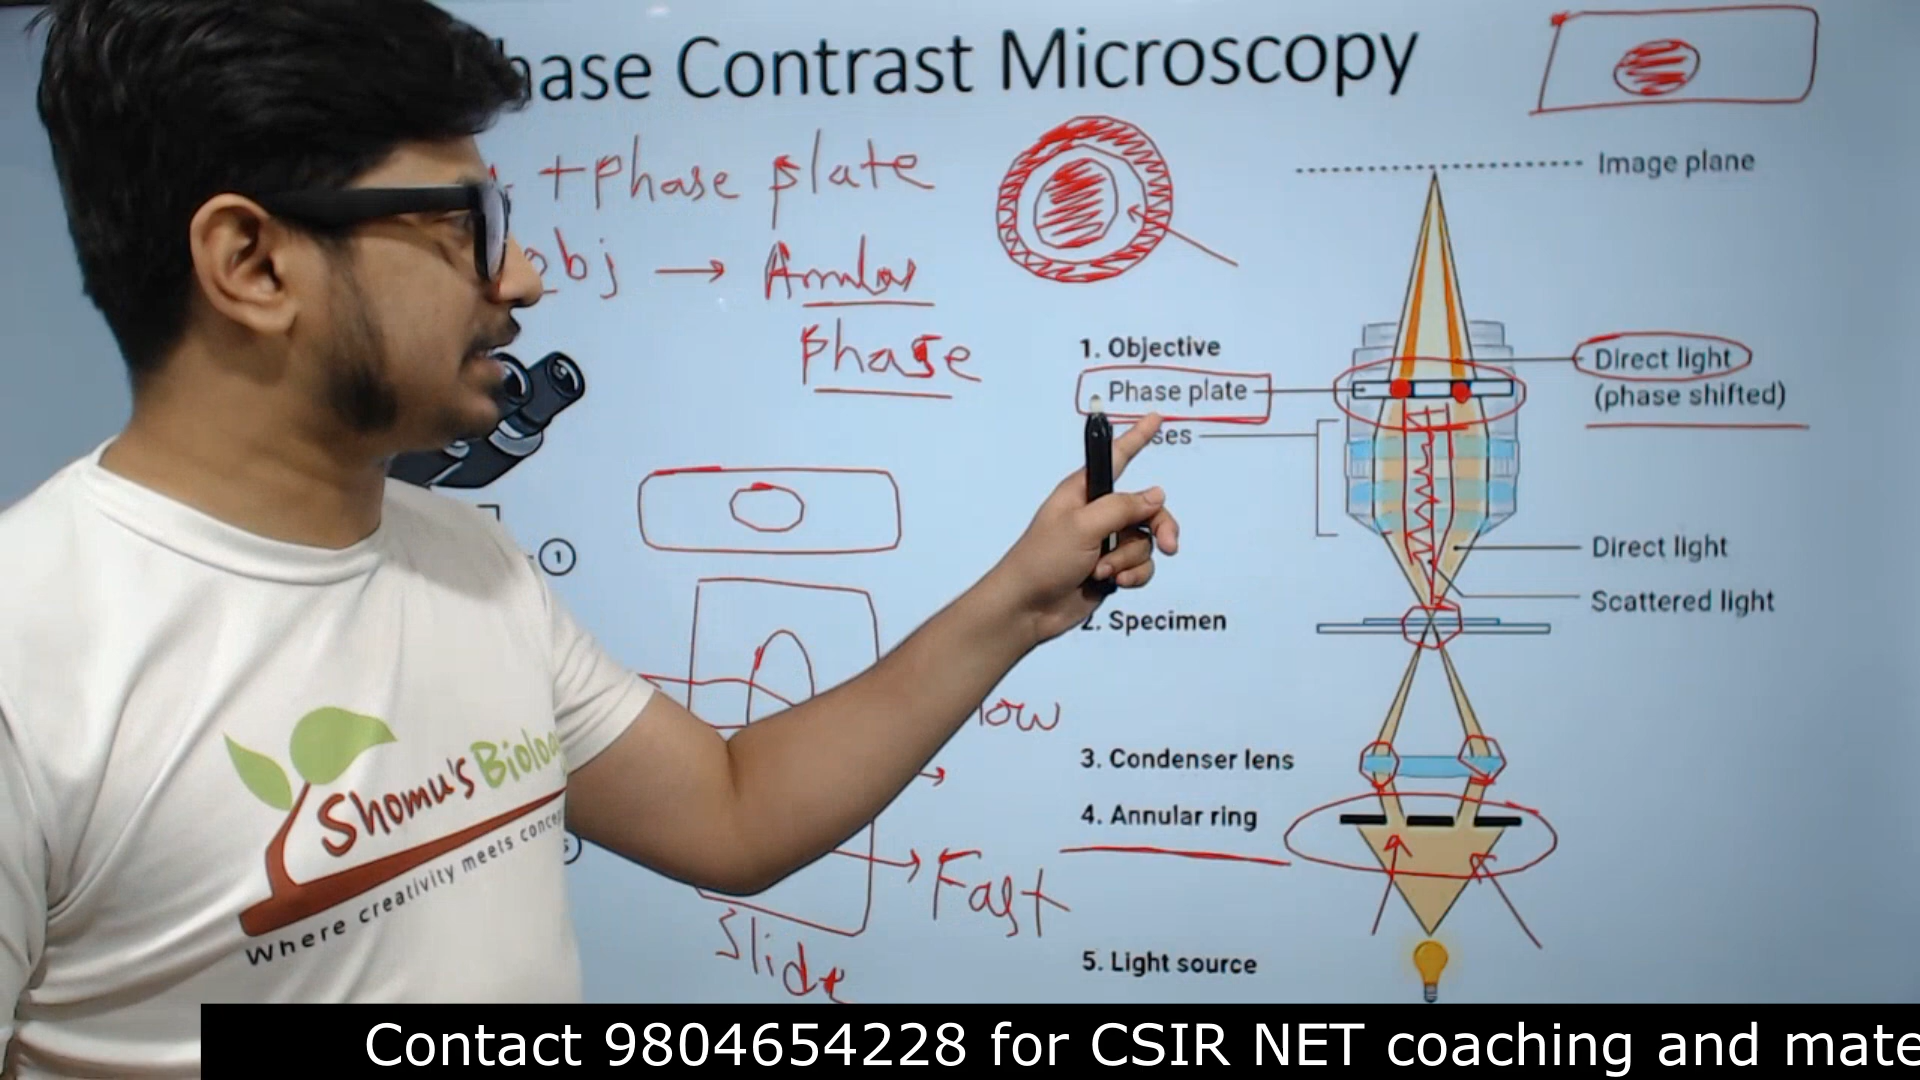 hase Contrast Microscopy
+ phase plate
obj → Annular
phase
Image plane
1. Objective
Phase plate
ses
Direct light
(phase shifted)
Direct light
Scattered light
2. Specimen
1
low
3. Condenser lens
4. Annular ring
Fast
Slide
5. Light source
Shomu's Biolo
Where creativity meets conce
Contact 9804654228 for CSIR NET coaching and mate